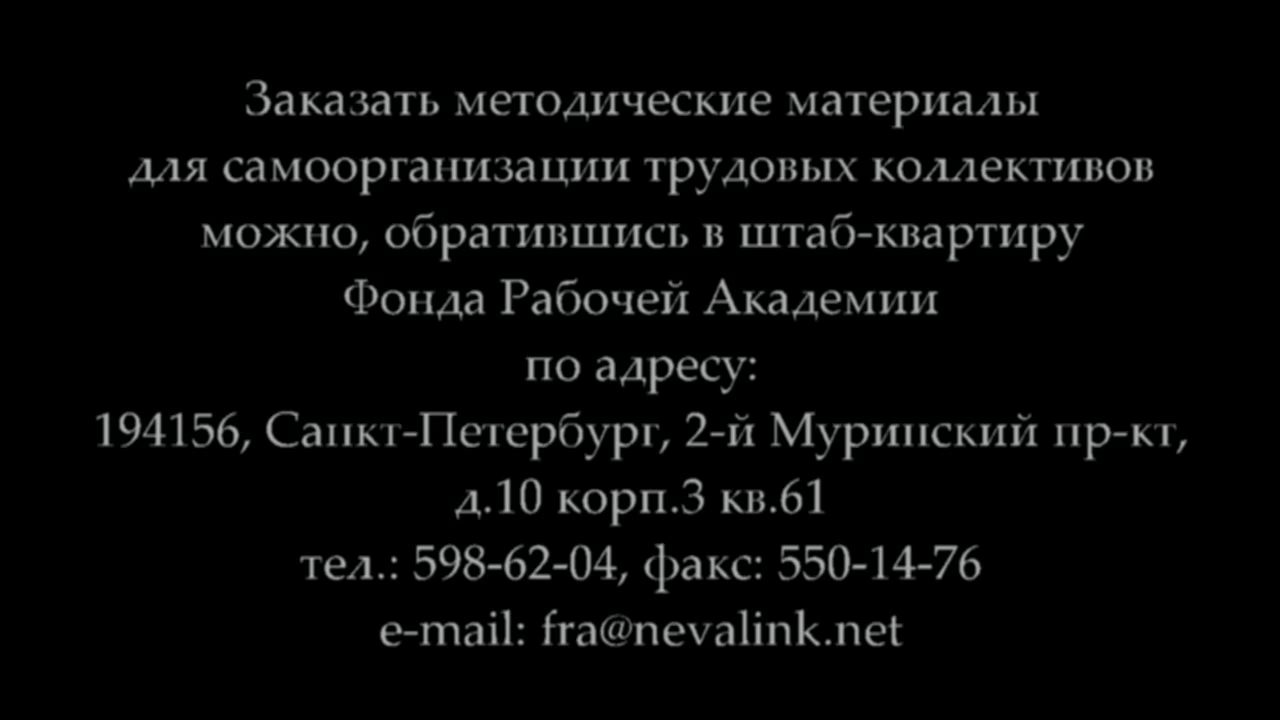 Заказать методические материалы
для самоорганизации трудовых коллективов
можно, обратившись в штаб-квартиру
Фонда Рабочей Академии
по адресу:
194156, Санкт-Петербург, 2-й Муринский пр-кт,
д.10 корп.3 кв.61
тел.: 598-62-04, факс: 550-14-76
e-mail: fra@nevalink.net